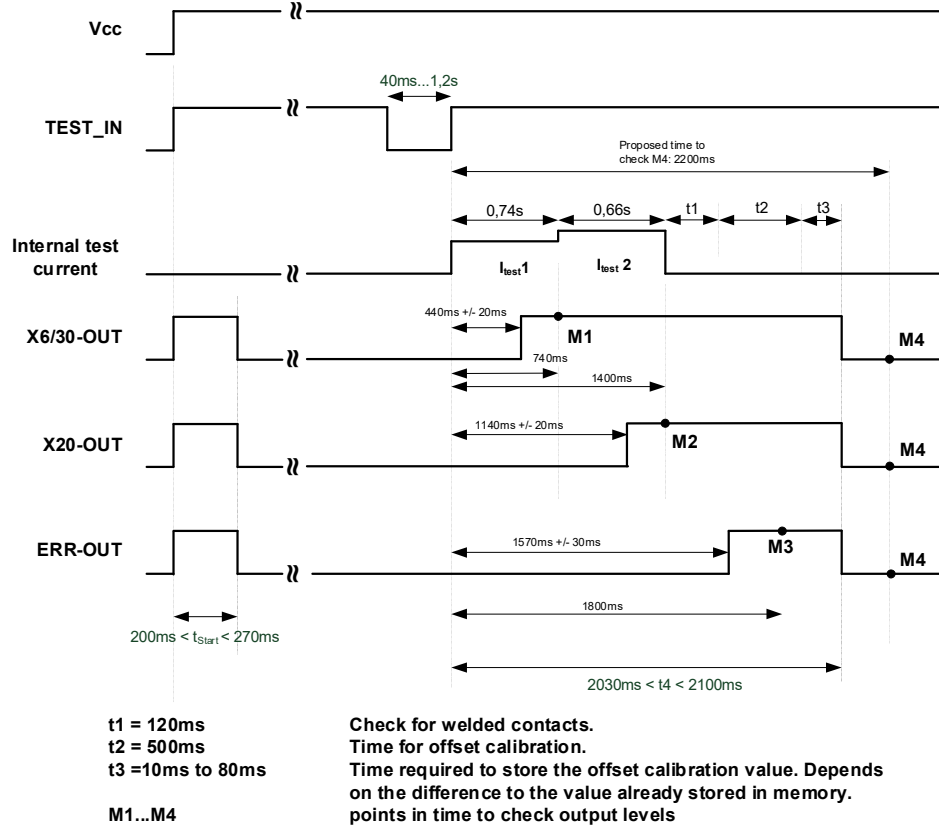 Vcc
40ms...1,2s
TEST_IN
Proposed time to
check M4: 2200ms
0,74s 0,66s t1 t2 t3
Internal test
current
Itest1 Itest 2
440ms +/- 20ms
X6/30-OUT
M1 M4
740ms
1400ms
1140ms +/- 20ms
X20-OUT
M2 M4
ERR-OUT
1570ms +/- 30ms
M3 M4
1800ms
200ms < tStart < 270ms
2030ms < t4 < 2100ms
t1 = 120ms Check for welded contacts.
t2 = 500ms Time for offset calibration.
t3 =10ms to 80ms Time required to store the offset calibration value. Depends
on the difference to the value already stored in memory.
M1...M4 points in time to check output levels